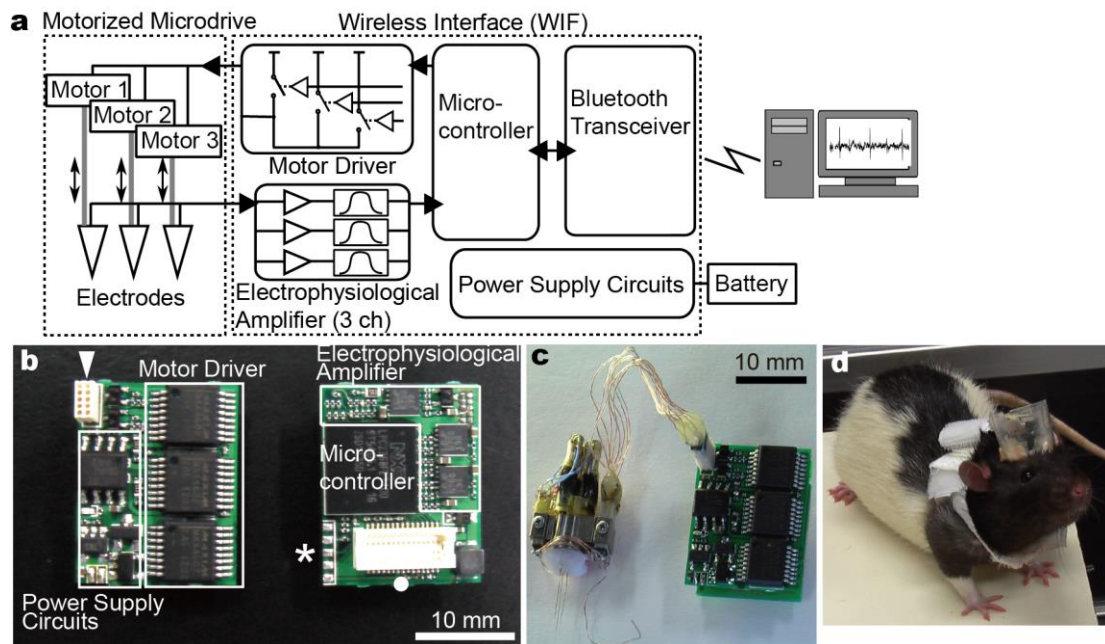 a
Motorized Microdrive
Wireless Interface (WIF)
Motor 1
Motor 2
Motor 3
Motor Driver
Micro-
controller
Bluetooth
Transceiver
Electrodes
Electrophysiological
Amplifier (3 ch)
Power Supply Circuits
Battery
b
Motor Driver
Electrophysiological
Amplifier
Micro-
controller
*
Power Supply
Circuits
10 mm
c
10 mm
d